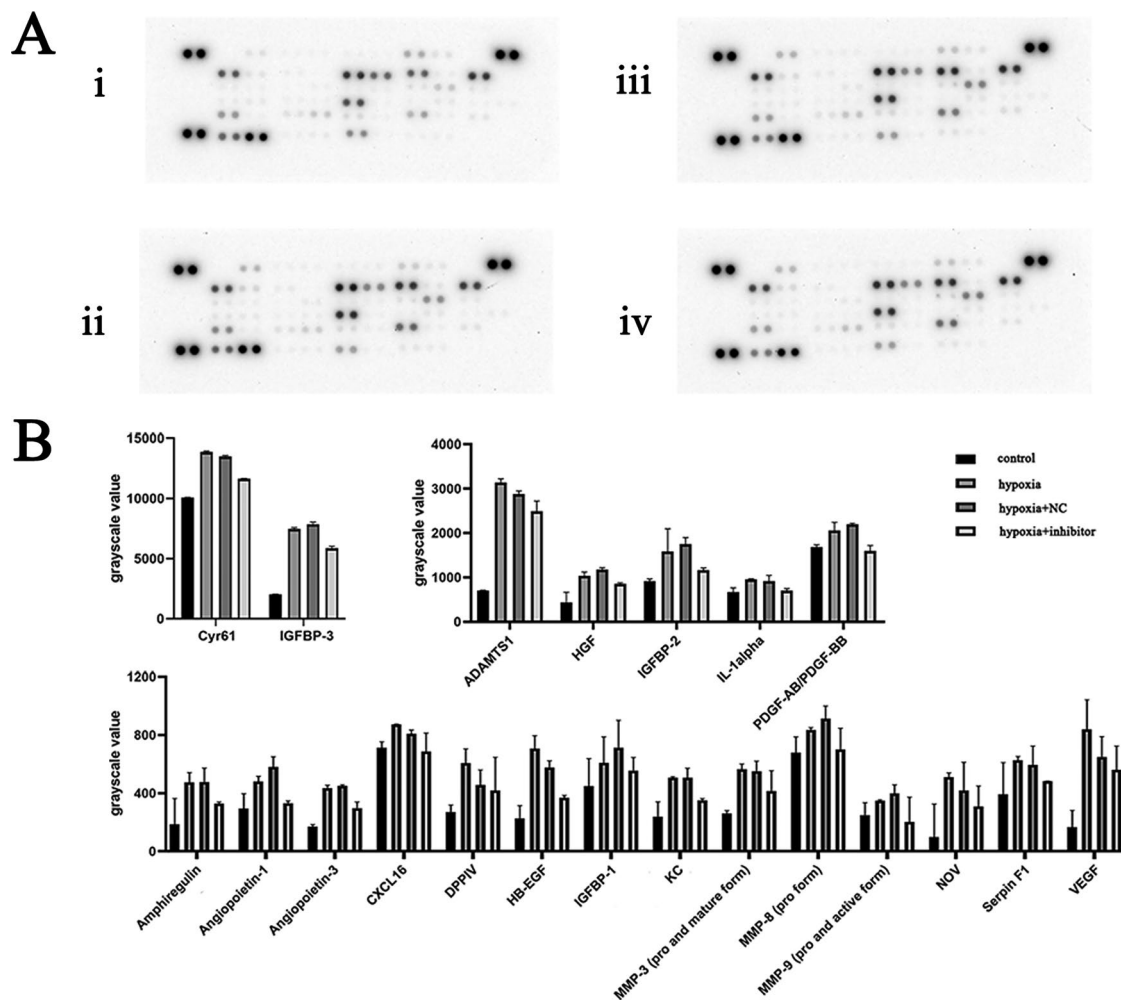 A
i
iii
ii
iv
B
grayscale value
15000
10000
5000
0
Cyr61
IGFBP-3
grayscale value
4000
3000
2000
1000
0
ADAMTS1
HGF
IGFBP-2
IL-1alpha
PDGF-AB/PDGF-BB
control
hypoxia
hypoxia+NC
hypoxia+inhibitor
grayscale value
1200
800
400
0
Amphiregulin
Angiopoietin-1
Angiopoietin-3
CXCL16
DPPIV
HB-EGF
IGFBP-1
KC
MMP-3 (pro and mature form)
MMP-8 (pro form)
MMP-9 (pro and active form)
NOV
Serpin F1
VEGF